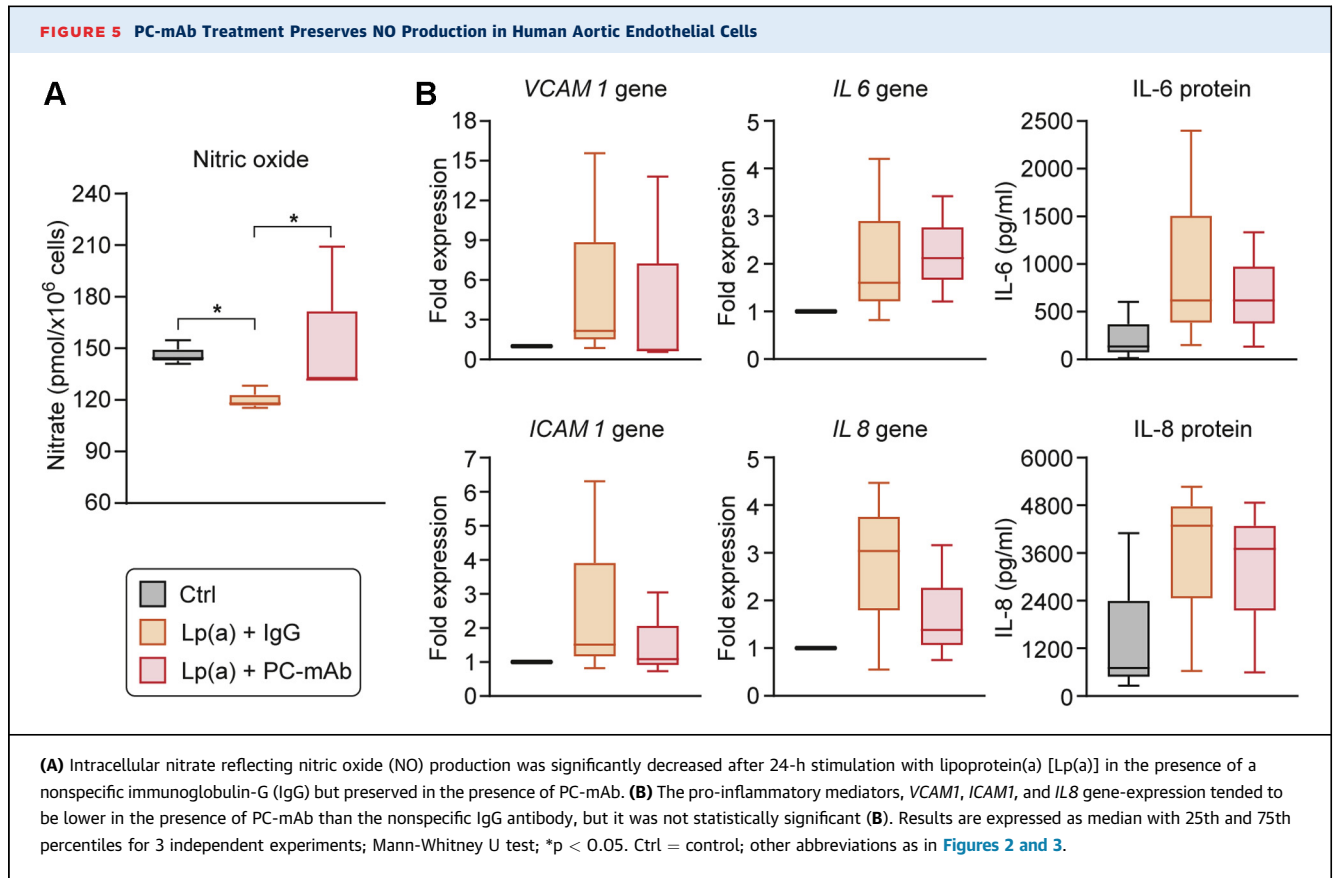 FIGURE 5 PC-mAb Treatment Preserves NO Production in Human Aortic Endothelial Cells
A
Nitric oxide
Nitrate (pmol/x10⁶ cells)
240
210
180
150
120
90
60
*
*
Ctrl
Lp(a) + IgG
Lp(a) + PC-mAb
B
VCAM 1 gene
Fold expression
18
15
12
9
6
3
0
IL 6 gene
Fold expression
5
4
3
2
1
0
IL-6 protein
IL-6 (pg/ml)
2500
2000
1500
1000
500
0
ICAM 1 gene
Fold expression
7
6
5
4
3
2
1
0
IL 8 gene
Fold expression
5
4
3
2
1
0
IL-8 protein
IL-8 (pg/ml)
6000
4800
3600
2400
1200
0
(A) Intracellular nitrate reflecting nitric oxide (NO) production was significantly decreased after 24-h stimulation with lipoprotein(a) [Lp(a)] in the presence of a
nonspecific immunoglobulin-G (IgG) but preserved in the presence of PC-mAb. (B) The pro-inflammatory mediators, VCAM1, ICAM1, and IL8 gene-expression tended to
be lower in the presence of PC-mAb than the nonspecific IgG antibody, but it was not statistically significant (B). Results are expressed as median with 25th and 75th
percentiles for 3 independent experiments; Mann-Whitney U test; *p < 0.05. Ctrl = control; other abbreviations as in Figures 2 and 3.